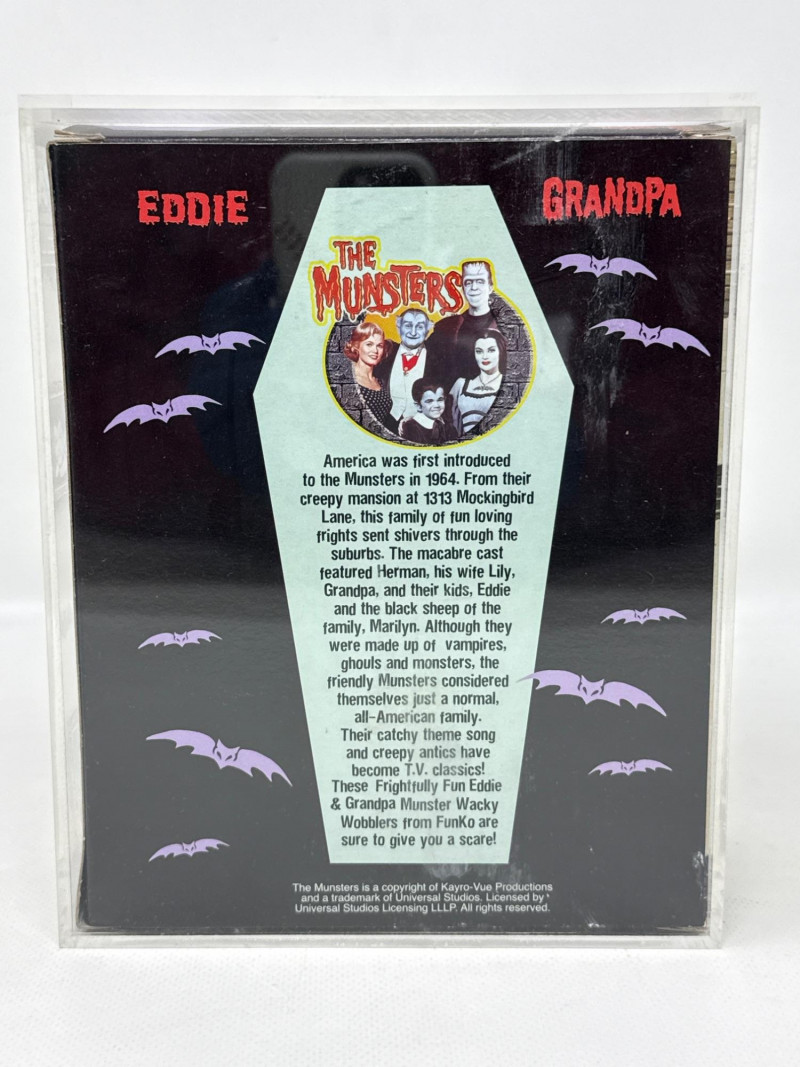 EDDIE
GRANDPA
THE
MUNSTERS
America was first introduced
to the Munsters in 1964. From their
creepy mansion at 1313 Mockingbird
Lane, this family of fun loving
frights sent shivers through the
suburbs. The macabre cast
featured Herman, his wife Lily,
Grandpa, and their kids, Eddie
and the black sheep of the
family, Marilyn. Although they
were made up of vampires,
ghouls and monsters, the
friendly Munsters considered
themselves just a normal,
all-American family.
Their catchy theme song
and creepy antics have
become T.V. classics!
These Frightfully Fun Eddie
& Grandpa Munster Wacky
Wobblers from FunKo are
sure to give you a scare!
The Munsters is a copyright of Kayro-Vue Productions
and a trademark of Universal Studios. Licensed by
Universal Studios Licensing LLLP. All rights reserved.